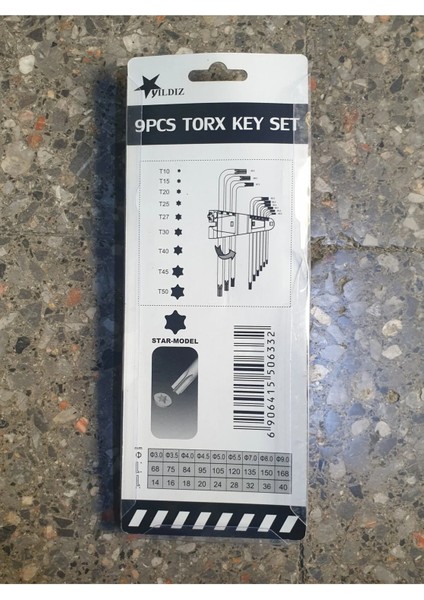 YILDIZ
9PCS TORX KEY SET
T10
T15
T20
T25
T27
T30
T40
T45
T50
STAR-MODEL
6 906415 506332
Φ3.0 Φ3.5 Φ4.0 Φ4.5 Φ5.0 Φ5.5 Φ7.0 Φ8.0 Φ9.0
68 75 84 95 105 120 135 150 168
14 16 18 20 24 28 32 36 40